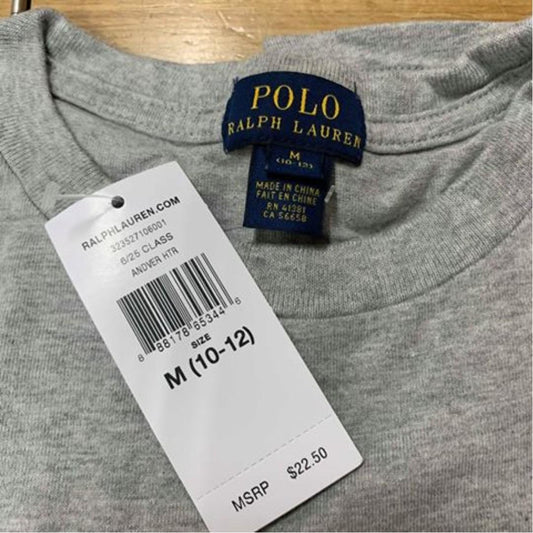 POLO
RALPH LAUREN
M
(10-12)
MADE IN CHINA
FAIT EN CHINE
RN 41381
CA 56658
RALPHLAUREN.COM
323527106001
6/25 CLASS
ANDVER HTR
8 88178 65344 6
SIZE
M (10-12)
MSRP $22.50